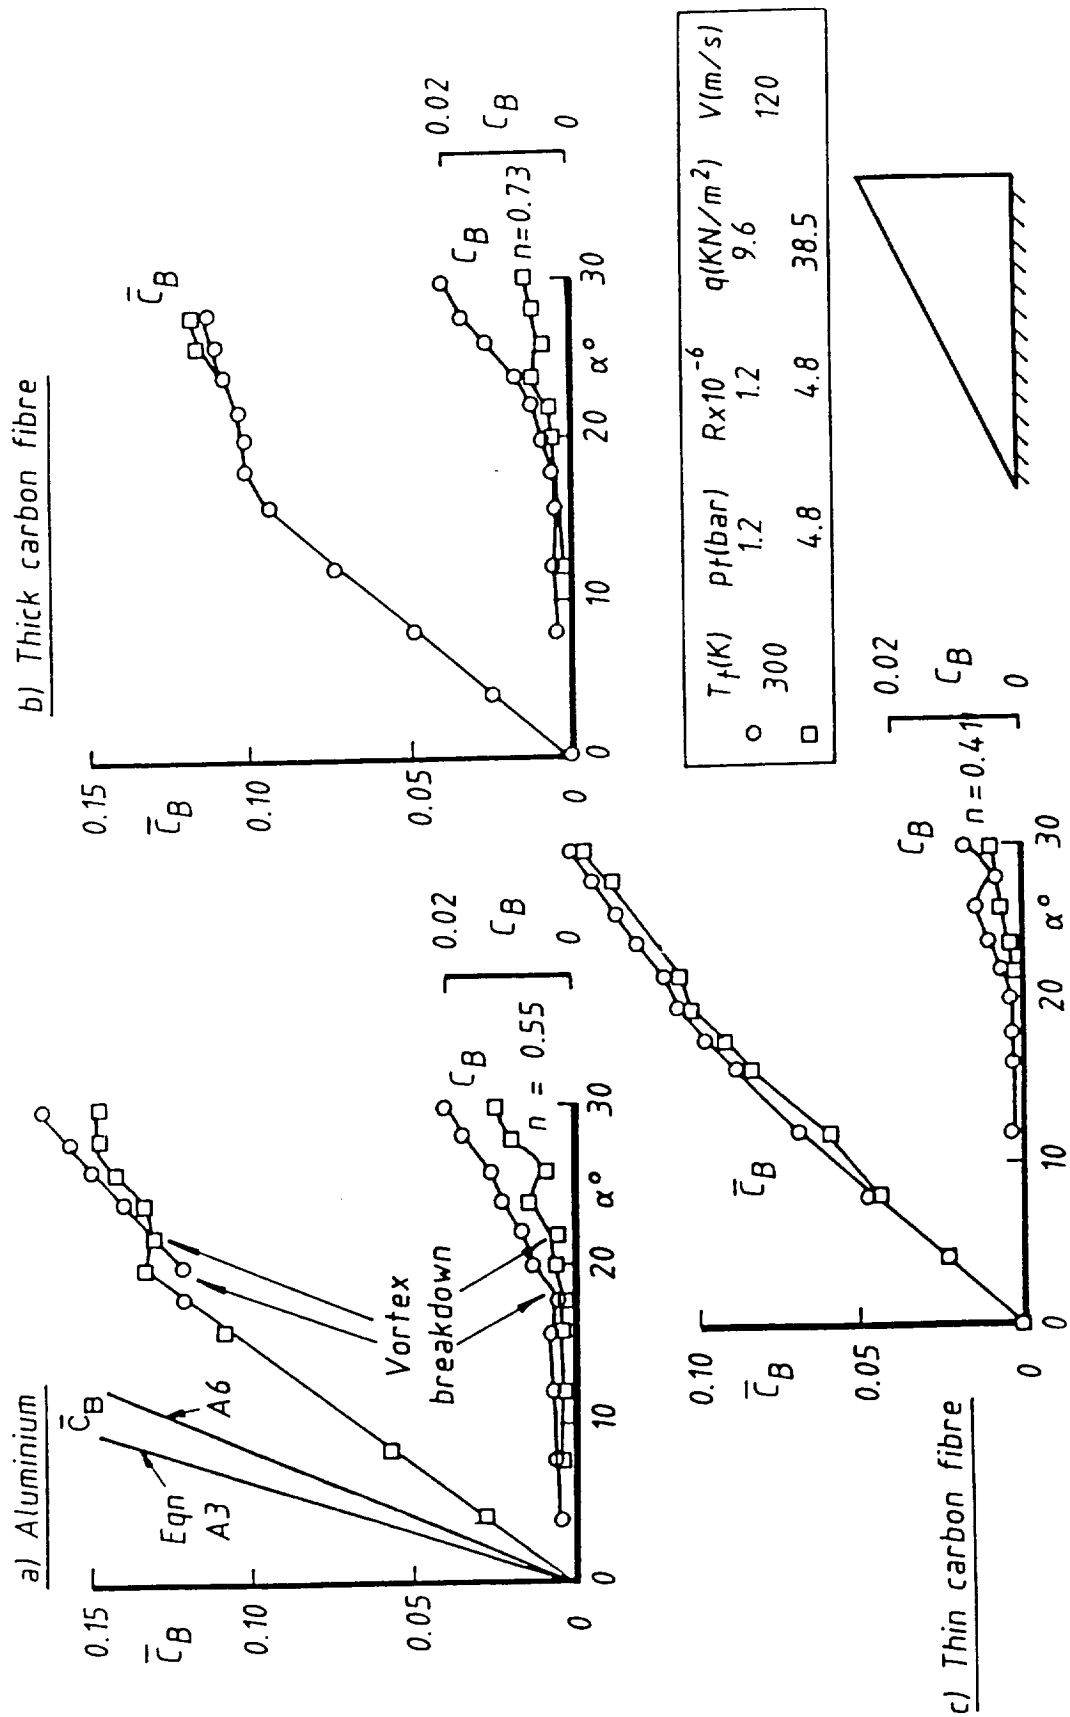 a) Aluminium
0.15
0.10
0.05
0
C̄B
C̄B
Eqn
A3
A6
Vortex
breakdown
0
10
20
30
α°
CB
n = 0.55
0.02
CB
0
b) Thick carbon fibre
0.15
0.10
0.05
0
C̄B
C̄B
0
10
20
30
α°
CB
n=0.73
0.02
CB
0
c) Thin carbon fibre
0.10
0.05
0
C̄B
C̄B
0
10
20
30
α°
CB
n=0.41
0.02
CB
0
Tt(K) pt(bar) Rx10-6 q(KN/m2) V(m/s)
300 1.2 1.2 9.6 120
4.8 4.8 38.5